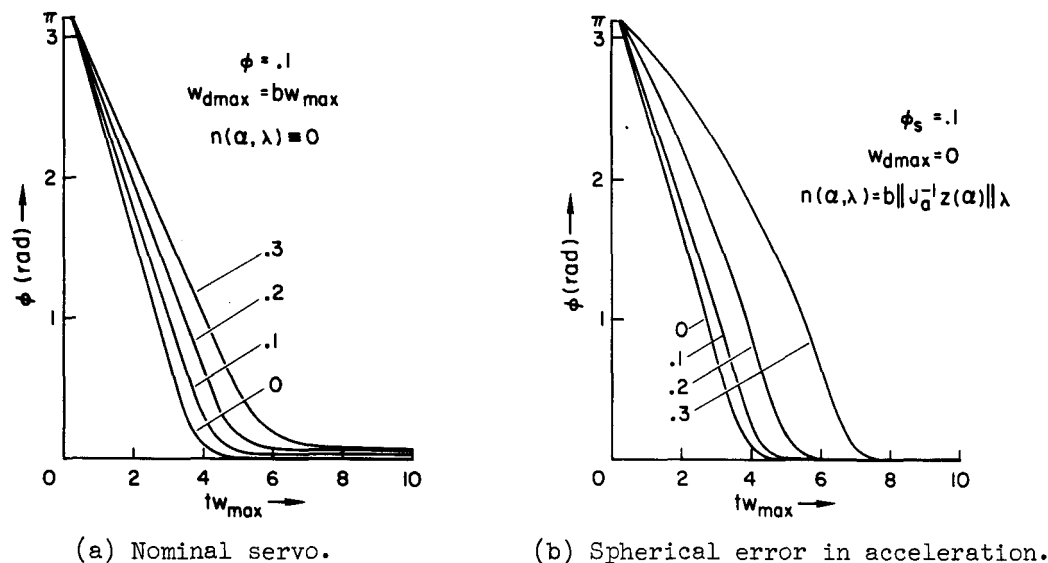 π
3
2
1
0
2
4
6
8
10
ϕ (rad)
tw_max
ϕ = .1
w_dmax = bw_max
n(α, λ) ≡ 0
.3
.2
.1
0
(a) Nominal servo.
π
3
2
1
0
2
4
6
8
10
ϕ (rad)
tw_max
ϕ_s = .1
w_dmax = 0
n(α,λ) = b‖J_a^-1 z(α)‖λ
0
.1
.2
.3
(b) Spherical error in acceleration.